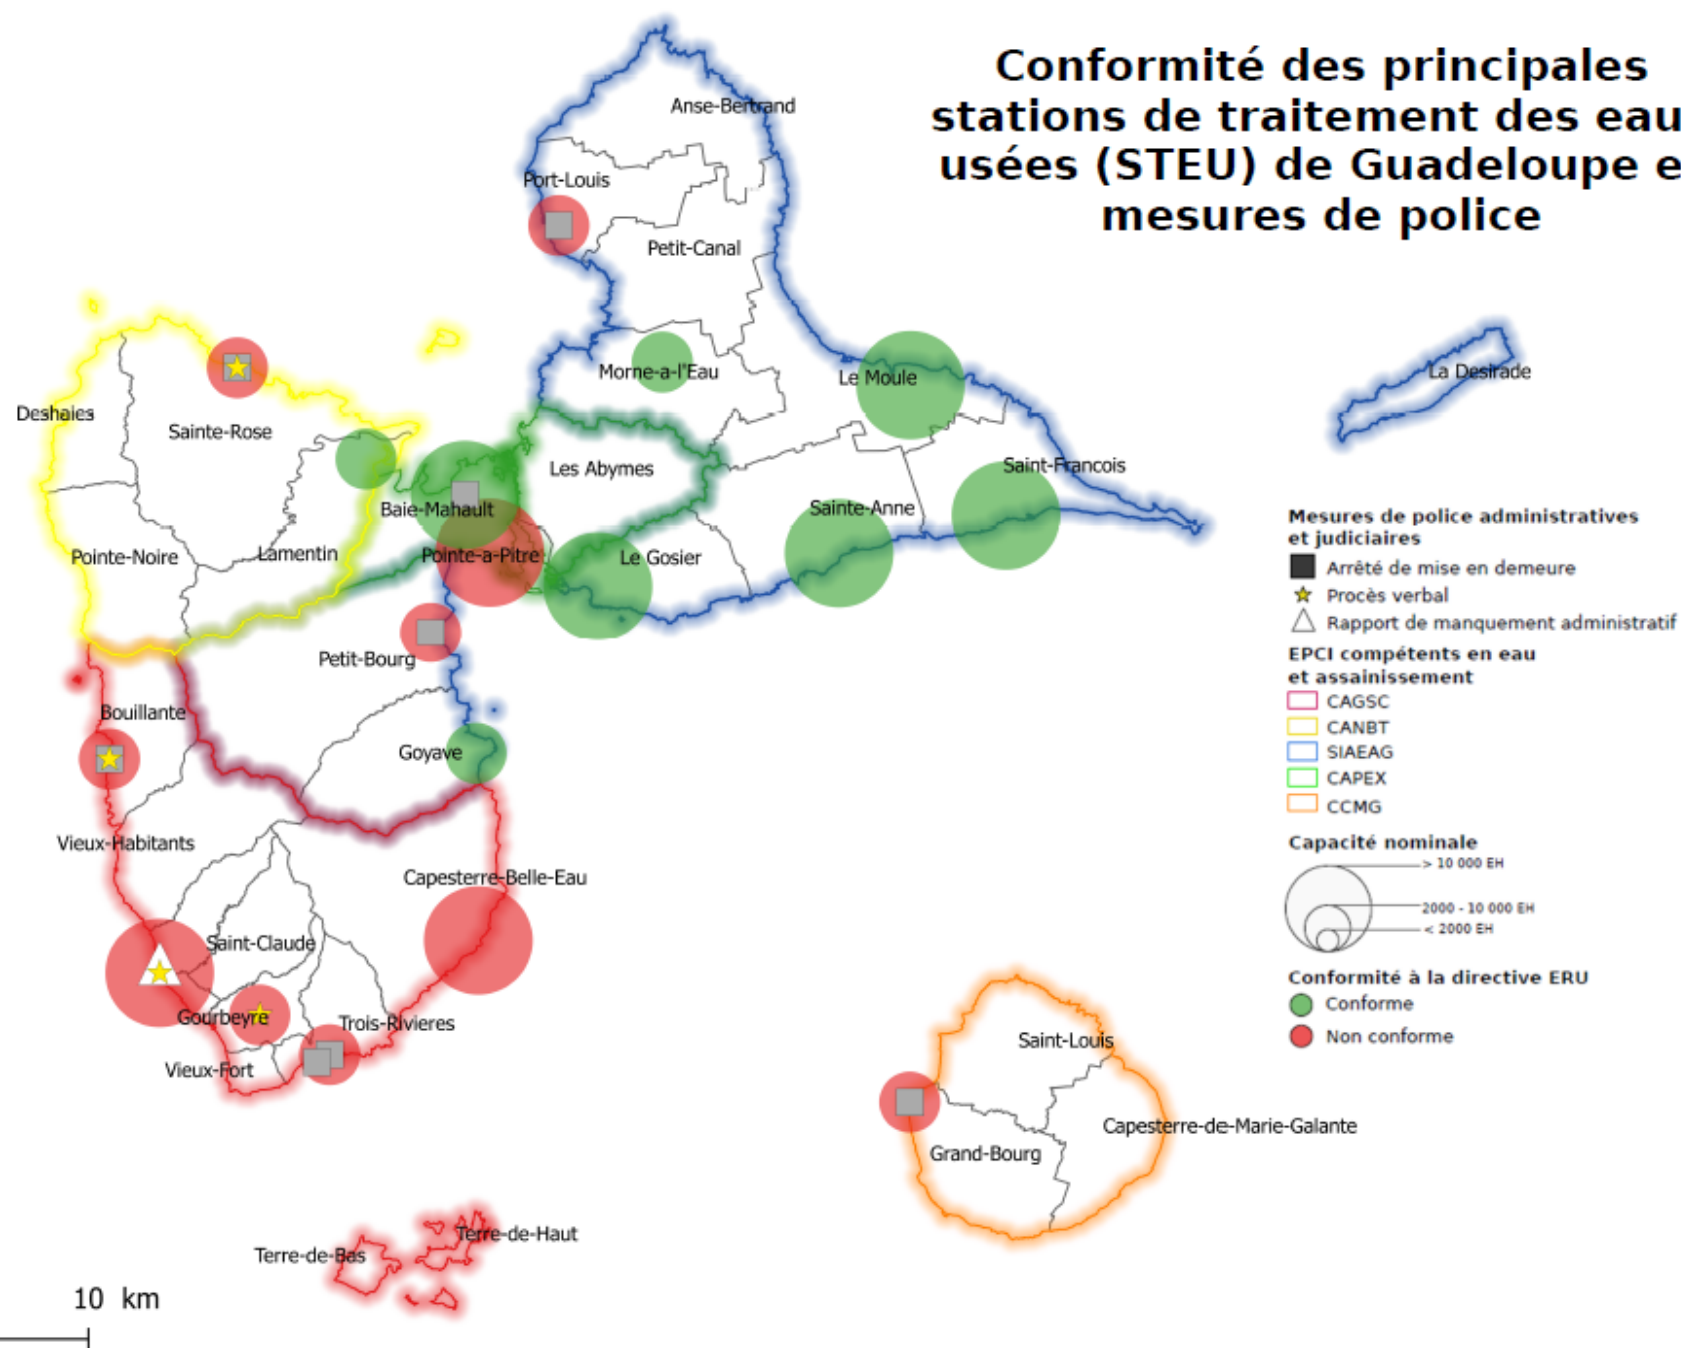 Conformité des principales
stations de traitement des eau
usées (STEU) de Guadeloupe e
mesures de police
Anse-Bertrand
Port-Louis
Petit-Canal
Morne-a-l'Eau
Le Moule
La Desirade
Deshaies
Sainte-Rose
Les Abymes
Saint-Francois
Baie-Mahault
Sainte-Anne
Pointe-Noire
Lamentin
Pointe-a-Pitre
Le Gosier
Petit-Bourg
Bouillante
Goyave
Vieux-Habitants
Capesterre-Belle-Eau
Saint-Claude
Gourbeyre
Trois-Rivieres
Vieux-Fort
Saint-Louis
Capesterre-de-Marie-Galante
Grand-Bourg
Terre-de-Haut
Terre-de-Bas
10 km
Mesures de police administratives
et judiciaires
Arrêté de mise en demeure
Procès verbal
Rapport de manquement administratif
EPCI compétents en eau
et assainissement
CAGSC
CANBT
SIAEAG
CAPEX
CCMG
Capacité nominale
> 10 000 EH
2000 - 10 000 EH
< 2000 EH
Conformité à la directive ERU
Conforme
Non conforme